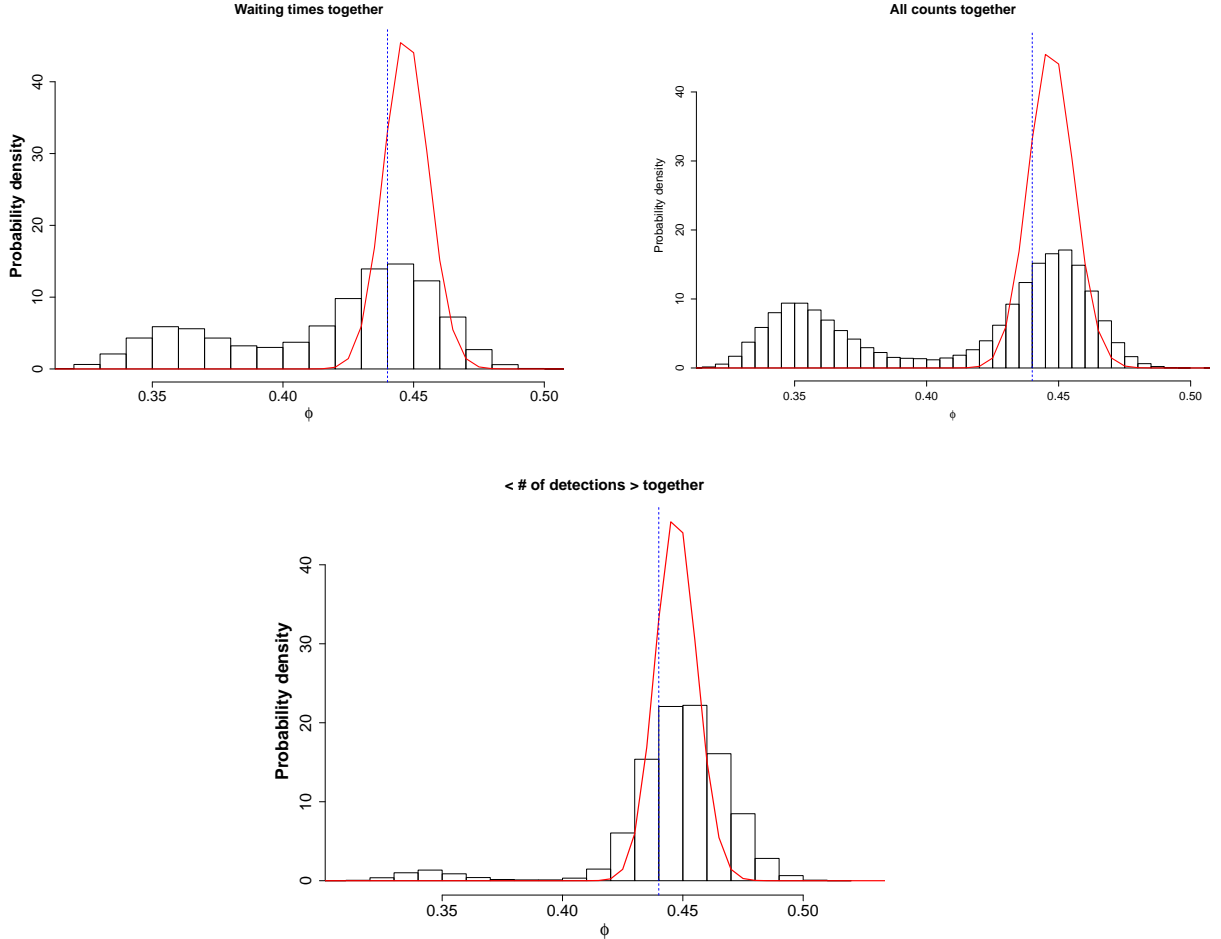 Waiting times together
Probability density
0 10 20 30 40
0.35 0.40 0.45 0.50
ϕ
All counts together
Probability density
0 10 20 30 40
0.35 0.40 0.45 0.50
ϕ
< # of detections > together
Probability density
0 10 20 30 40
0.35 0.40 0.45 0.50
ϕ